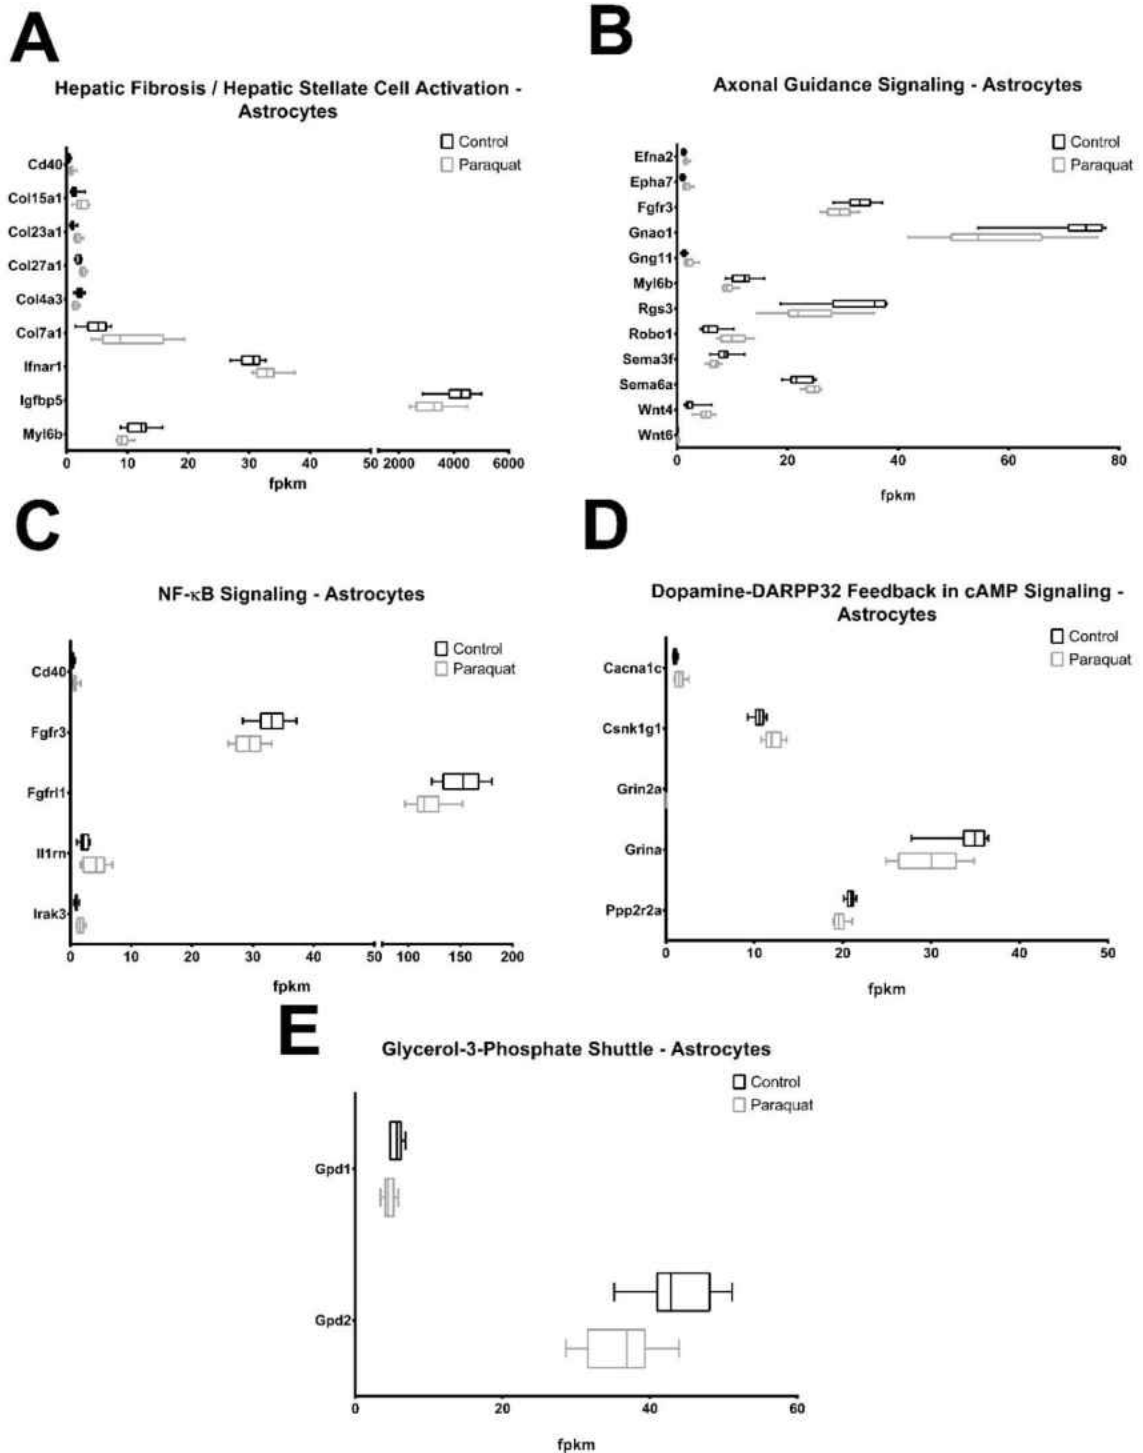 A
Hepatic Fibrosis / Hepatic Stellate Cell Activation -
Astrocytes
Control
Paraquat
Cd40
Col15a1
Col23a1
Col27a1
Col4a3
Col7a1
Ifnar1
Igfbp5
Myl6b
0 10 20 30 40 50 2000 4000 6000
fpkm
B
Axonal Guidance Signaling - Astrocytes
Control
Paraquat
Efna2
Epha7
Fgfr3
Gnao1
Gng11
Myl6b
Rgs3
Robo1
Sema3f
Sema6a
Wnt4
Wnt6
0 20 40 60 80
fpkm
C
NF-κB Signaling - Astrocytes
Control
Paraquat
Cd40
Fgfr3
Fgfrl1
Il1rn
Irak3
0 10 20 30 40 50 100 150 200
fpkm
D
Dopamine-DARPP32 Feedback in cAMP Signaling -
Astrocytes
Control
Paraquat
Cacna1c
Csnk1g1
Grin2a
Grina
Ppp2r2a
0 10 20 30 40 50
fpkm
E
Glycerol-3-Phosphate Shuttle - Astrocytes
Control
Paraquat
Gpd1
Gpd2
0 20 40 60
fpkm